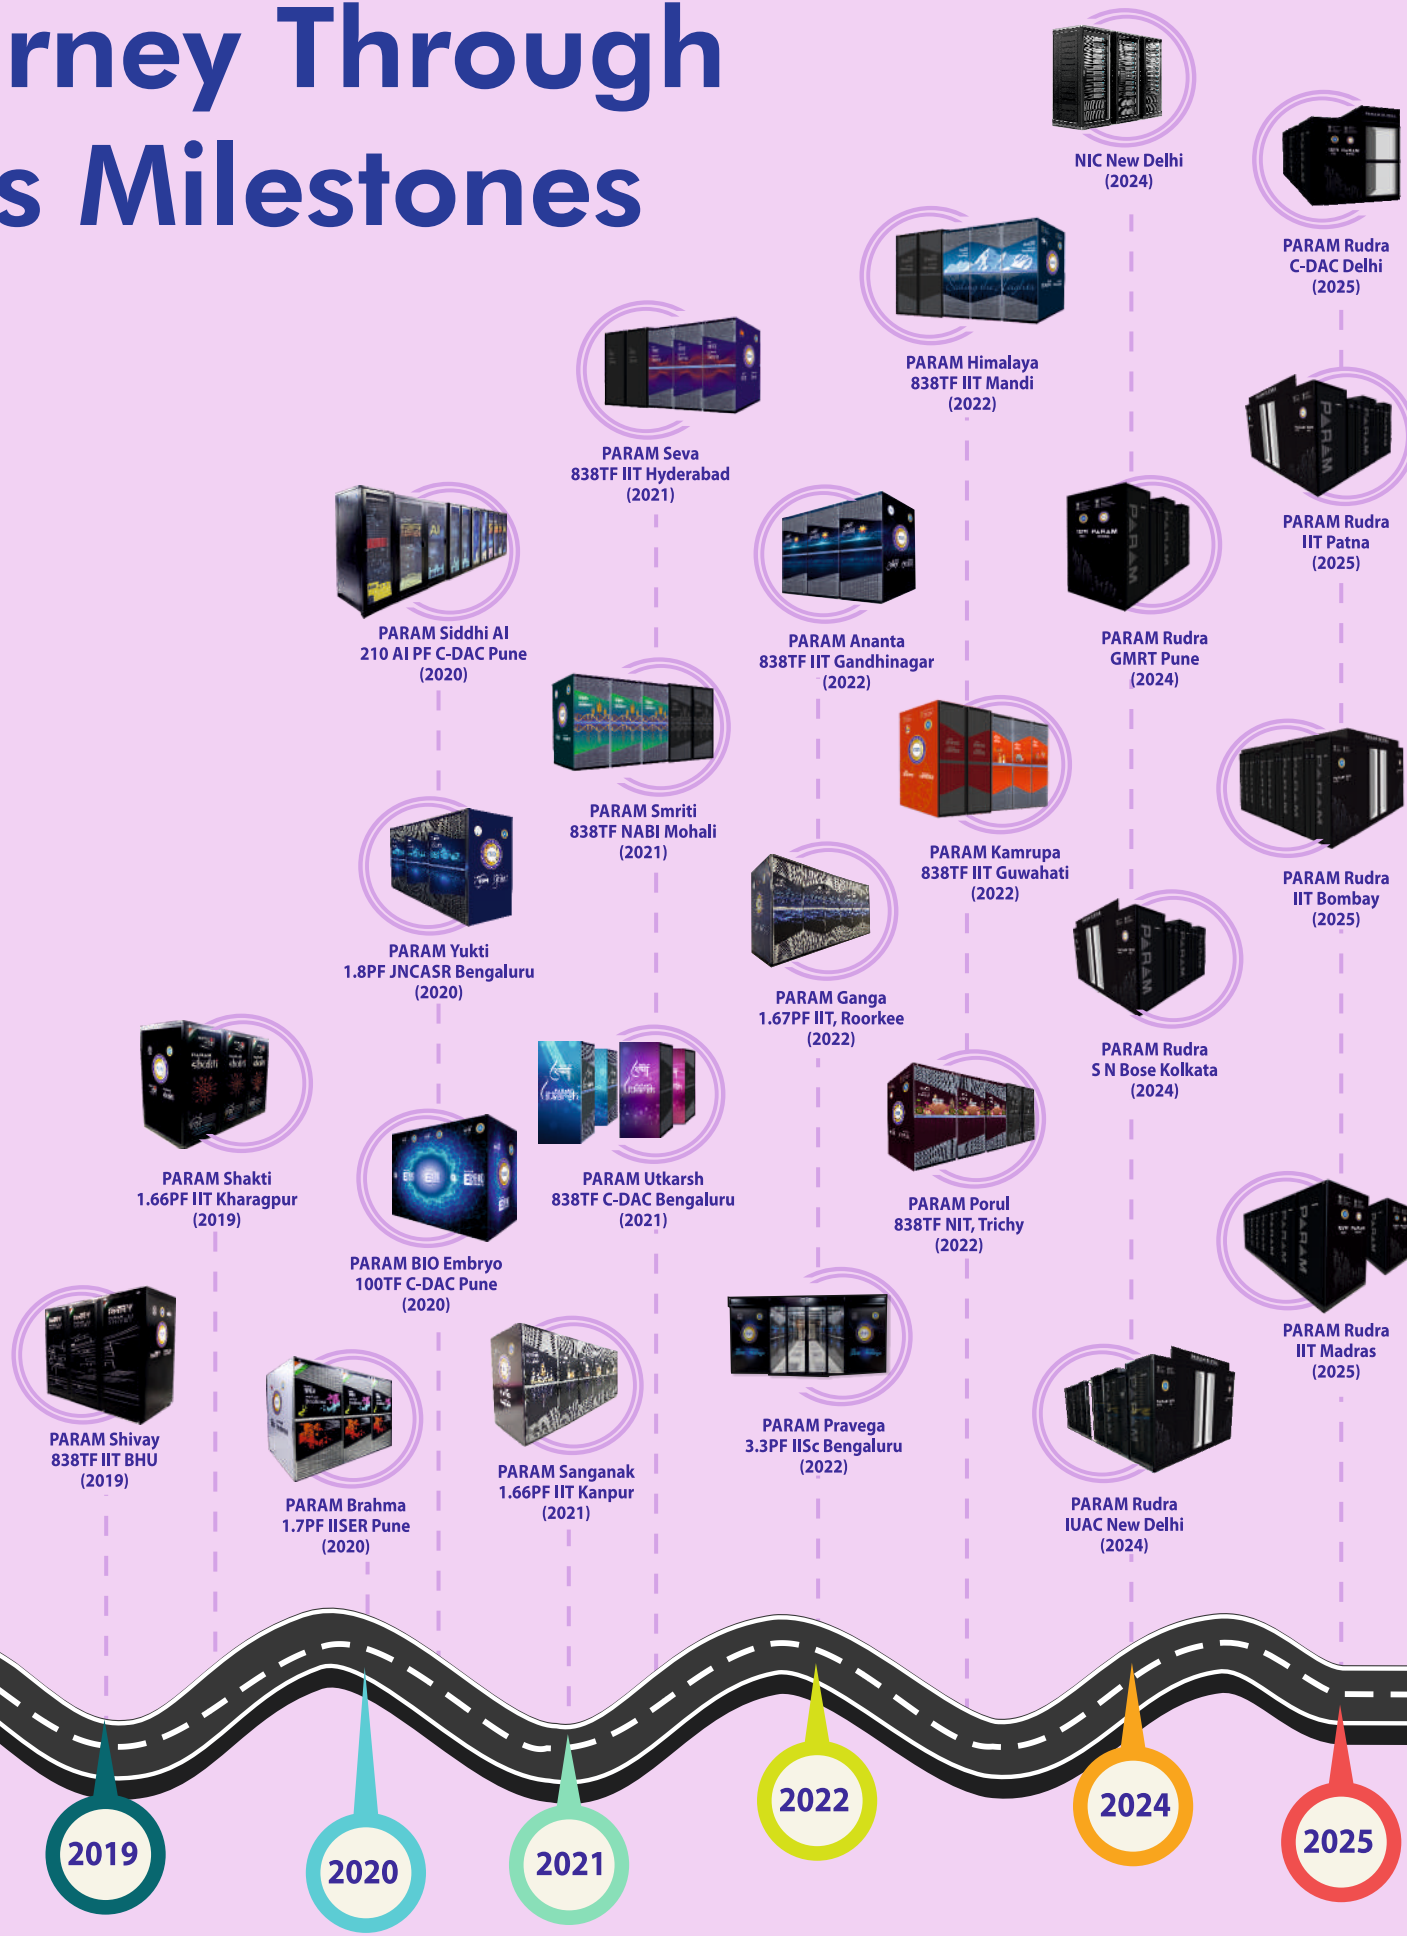 rney Through
s Milestones
NIC New Delhi
(2024)
PARAM Rudra
C-DAC Delhi
(2025)
PARAM Himalaya
838TF IIT Mandi
(2022)
PARAM Seva
838TF IIT Hyderabad
(2021)
PARAM Rudra
IIT Patna
(2025)
PARAM Siddhi AI
210 AI PF C-DAC Pune
(2020)
PARAM Ananta
838TF IIT Gandhinagar
(2022)
PARAM Rudra
GMRT Pune
(2024)
PARAM Smriti
838TF NABI Mohali
(2021)
PARAM Kamrupa
838TF IIT Guwahati
(2022)
PARAM Rudra
IIT Bombay
(2025)
PARAM Yukti
1.8PF JNCASR Bengaluru
(2020)
PARAM Ganga
1.67PF IIT, Roorkee
(2022)
PARAM Rudra
S N Bose Kolkata
(2024)
PARAM Shakti
1.66PF IIT Kharagpur
(2019)
PARAM Utkarsh
838TF C-DAC Bengaluru
(2021)
PARAM Porul
838TF NIT, Trichy
(2022)
PARAM BIO Embryo
100TF C-DAC Pune
(2020)
PARAM Rudra
IIT Madras
(2025)
PARAM Shivay
838TF IIT BHU
(2019)
PARAM Pravega
3.3PF IISc Bengaluru
(2022)
PARAM Sanganak
1.66PF IIT Kanpur
(2021)
PARAM Brahma
1.7PF IISER Pune
(2020)
PARAM Rudra
IUAC New Delhi
(2024)
2019
2020
2021
2022
2024
2025